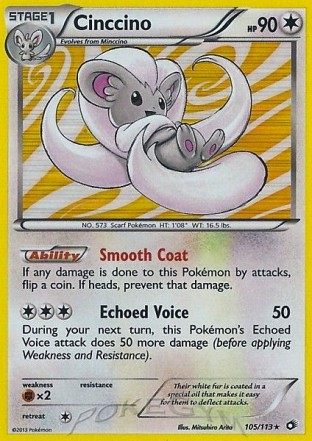 STAGE1 Cinccino HP 90
Evolves from Minccino
NO. 573 Scarf Pokémon HT: 1'08" WT: 16.5 lbs.
Ability Smooth Coat
If any damage is done to this Pokémon by attacks,
flip a coin. If heads, prevent that damage.
Echoed Voice 50
During your next turn, this Pokémon's Echoed
Voice attack does 50 more damage (before applying
Weakness and Resistance).
weakness resistance
×2
retreat
Their white fur is coated in a
special oil that makes it easy
for them to deflect attacks.
©2013 Pokémon
Illus. Mitsuhiro Arita 105/113